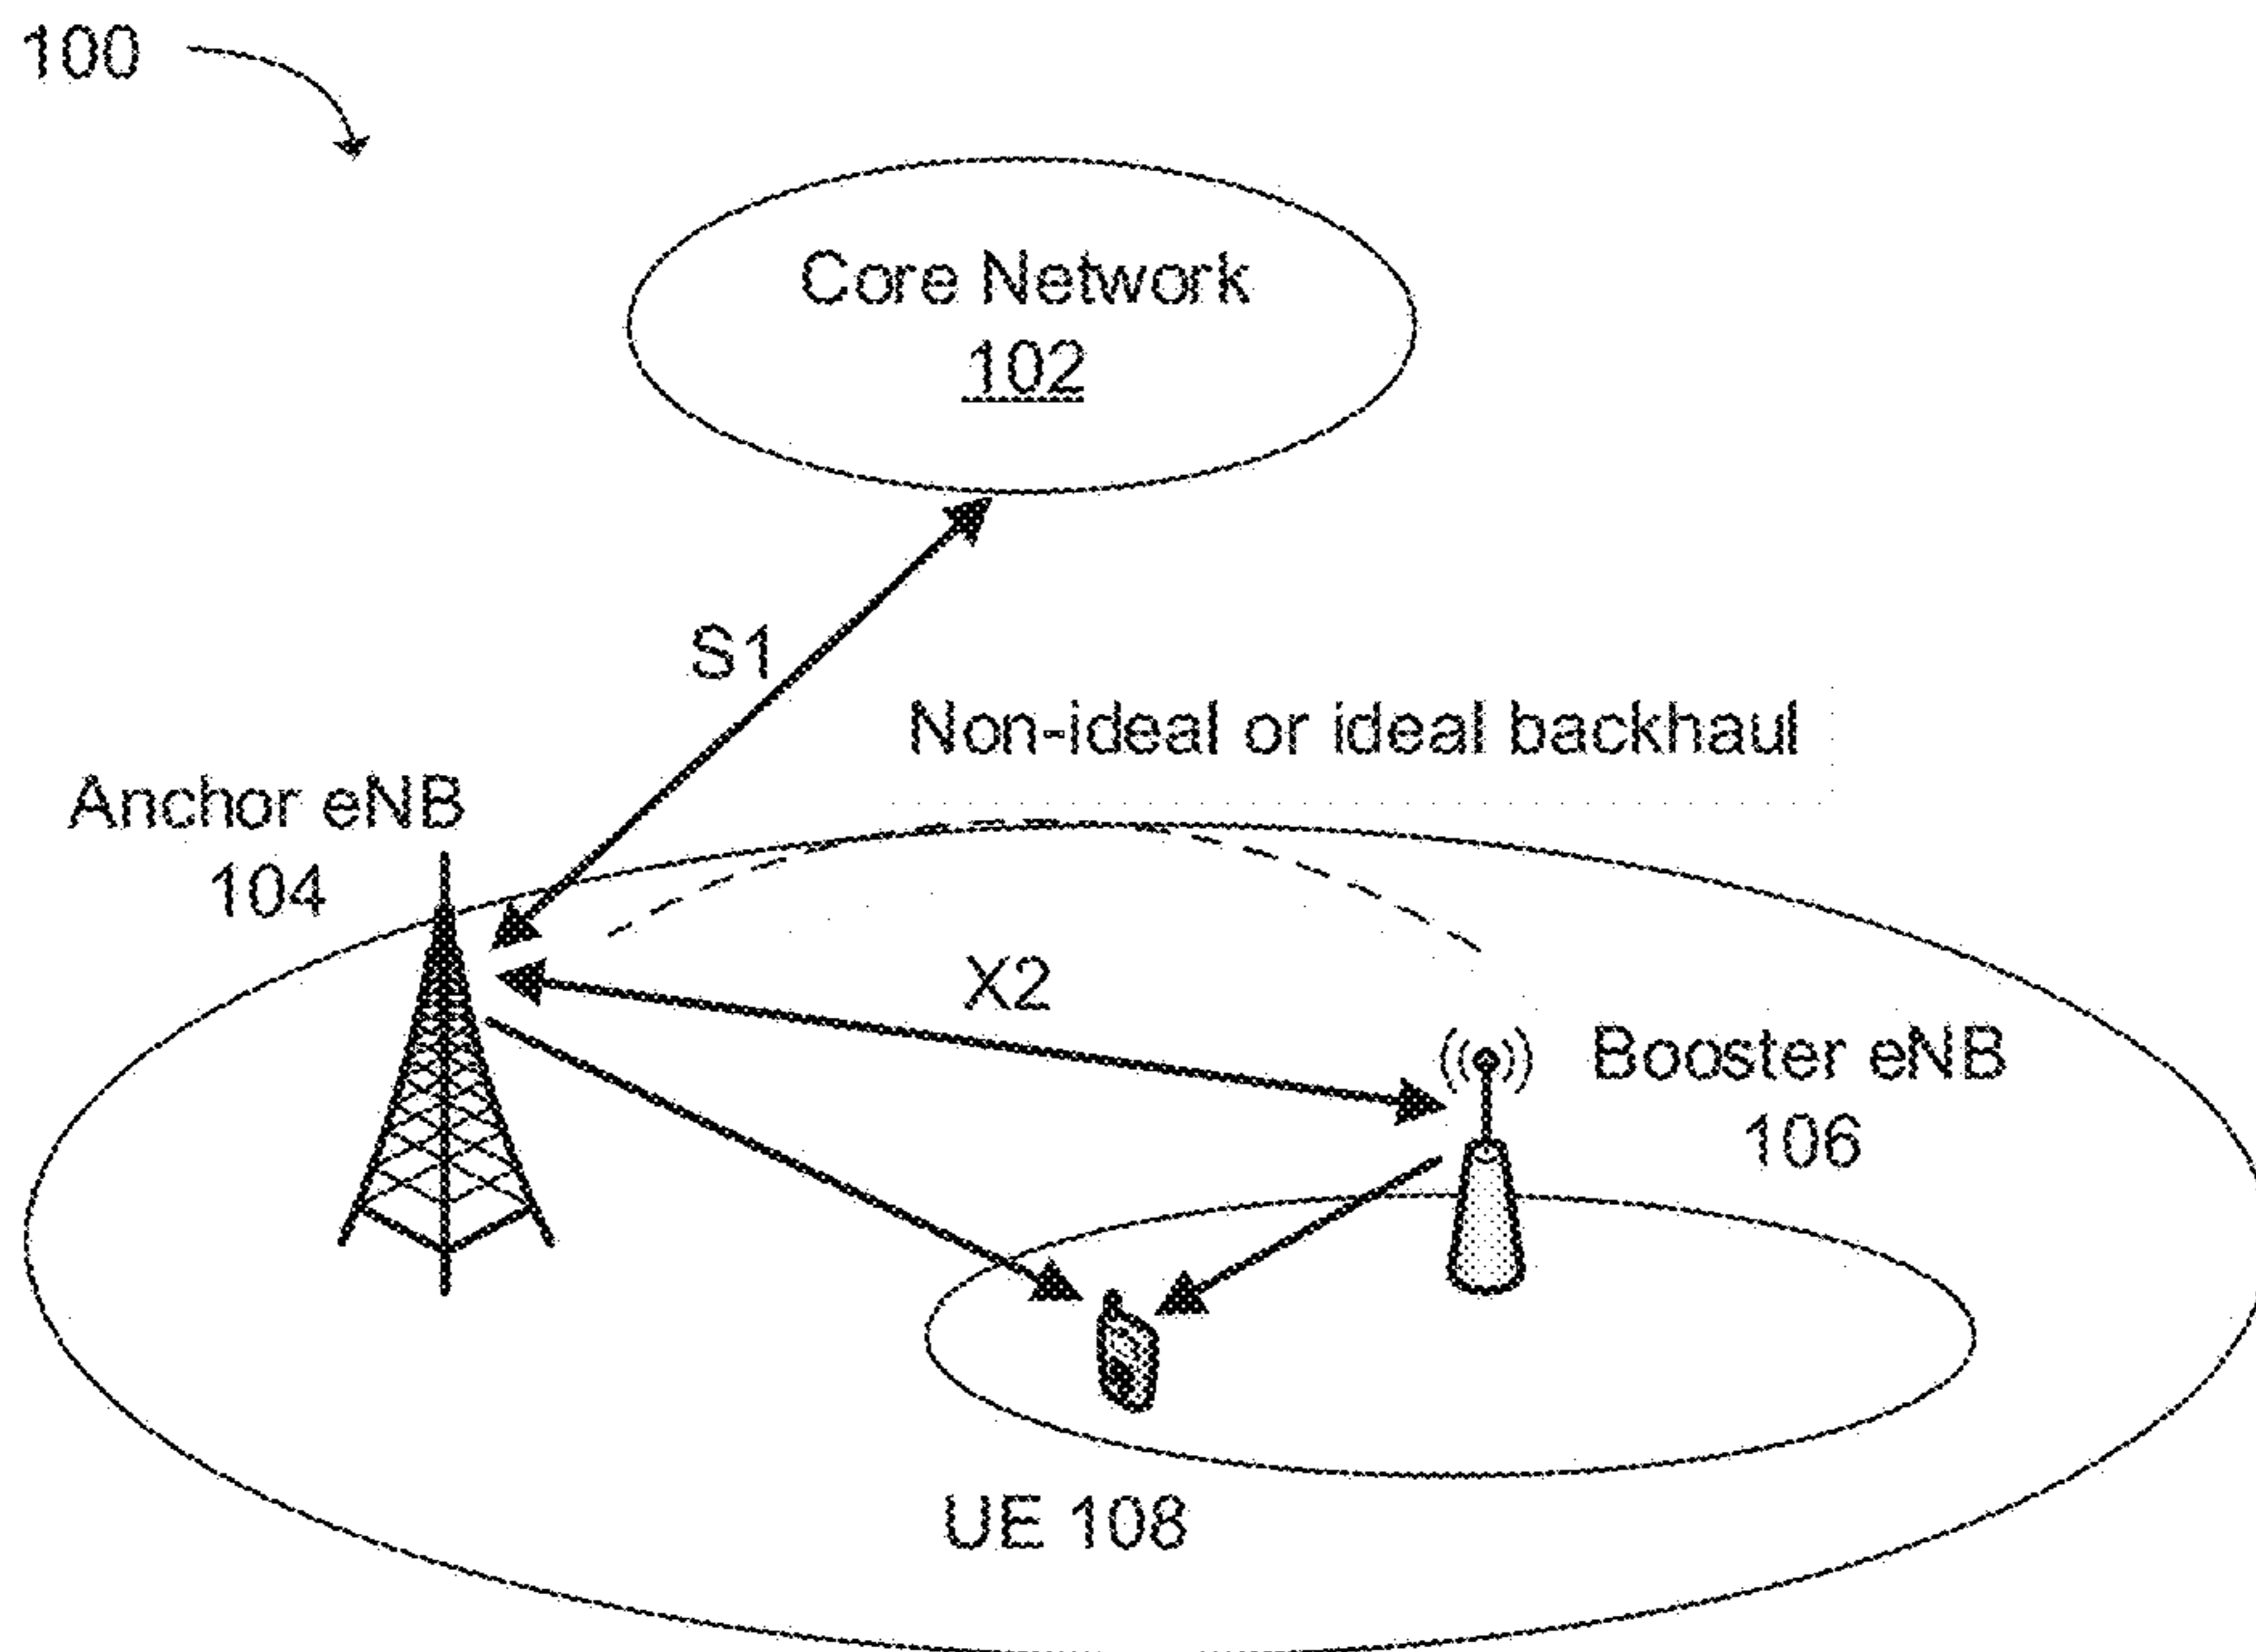 100
Core Network
102
S1
Non-ideal or ideal backhaul
Anchor eNB
104
X2
Booster eNB
106
UE 108